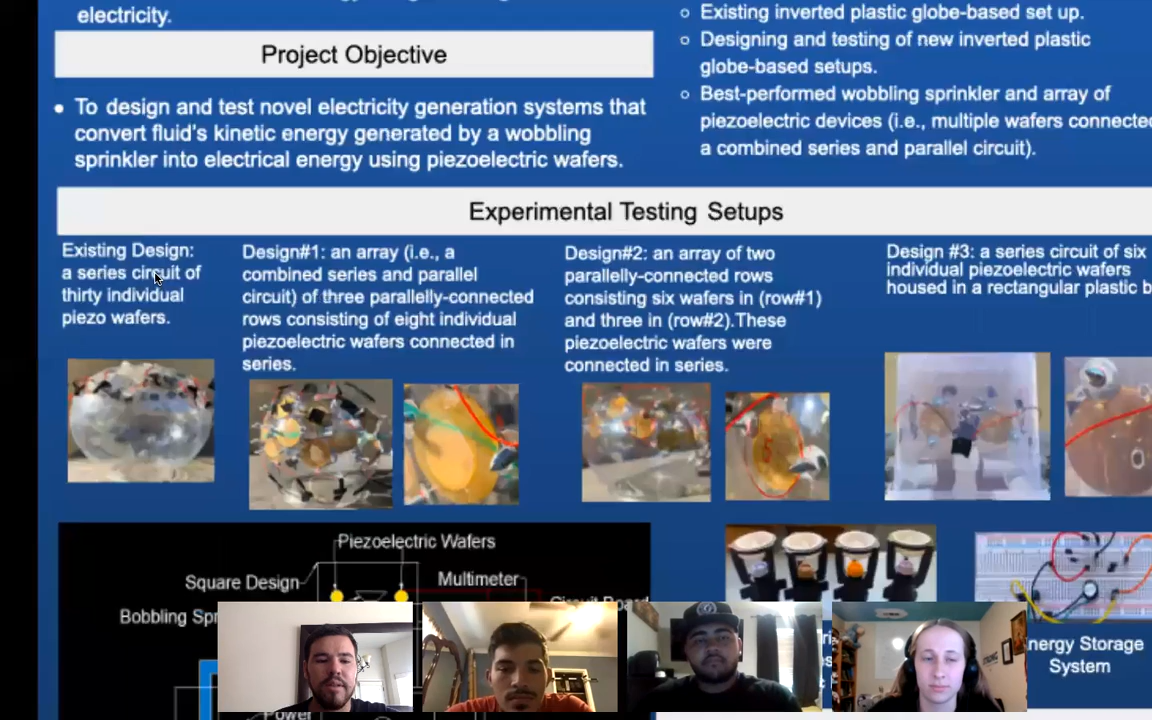 electricity.
Project Objective
• To design and test novel electricity generation systems that
convert fluid's kinetic energy generated by a wobbling
sprinkler into electrical energy using piezoelectric wafers.
○ Existing inverted plastic globe-based set up.
○ Designing and testing of new inverted plastic
globe-based setups.
○ Best-performed wobbling sprinkler and array of
piezoelectric devices (i.e., multiple wafers connected
a combined series and parallel circuit).
Experimental Testing Setups
Existing Design:
a series circuit of
thirty individual
piezo wafers.
Design#1: an array (i.e., a
combined series and parallel
circuit) of three parallelly-connected
rows consisting of eight individual
piezoelectric wafers connected in
series.
Design#2: an array of two
parallelly-connected rows
consisting six wafers in (row#1)
and three in (row#2).These
piezoelectric wafers were
connected in series.
Design #3: a series circuit of six
individual piezoelectric wafers
housed in a rectangular plastic
Piezoelectric Wafers
Square Design
Multimeter
Circuit Board
Bobbling
Power
Energy Storage
System